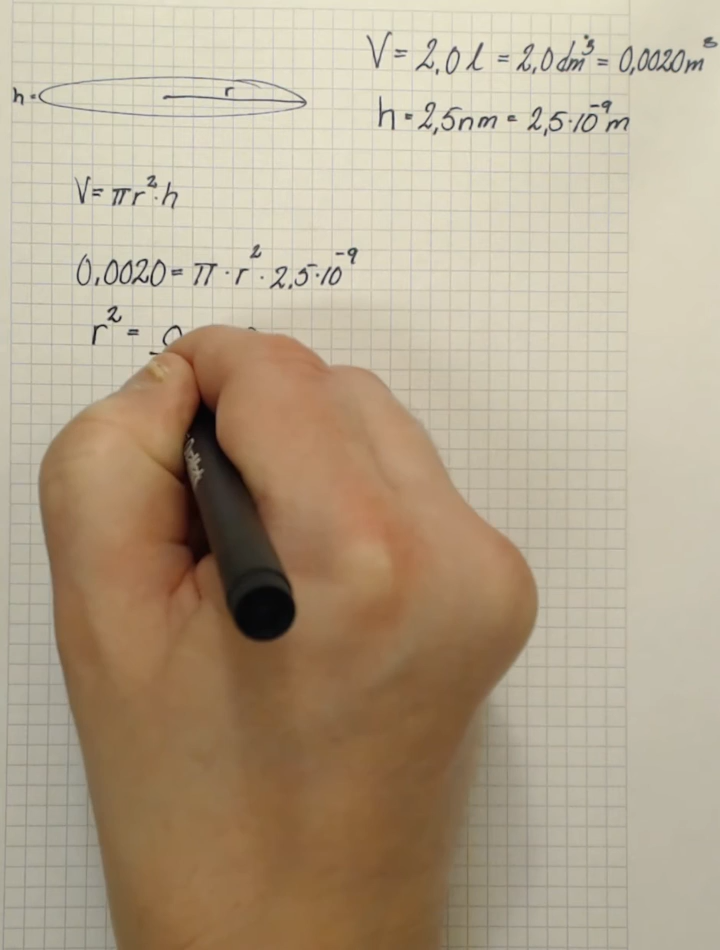 V = 2,0 l = 2,0 dm³ = 0,0020 m³
h = 2,5 nm = 2,5·10⁻⁹ m
h r
V = πr²·h
0,0020 = π · r² · 2,5·10⁻⁹
r² =